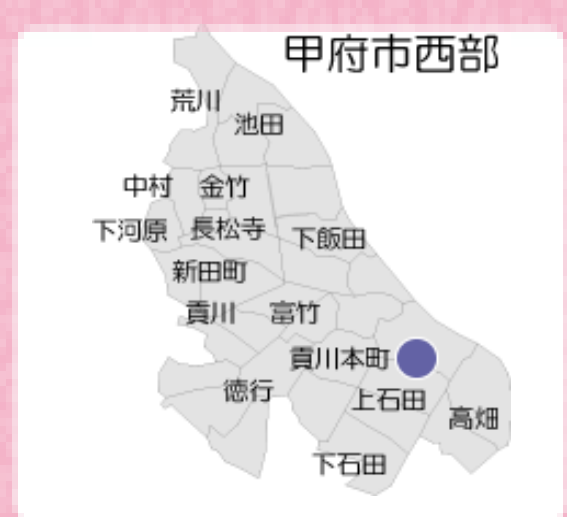 甲府市西部
荒川
池田
中村
金竹
下河原
長松寺
下飯田
新田町
貢川
富竹
貢川本町
徳行
上石田
高畑
下石田